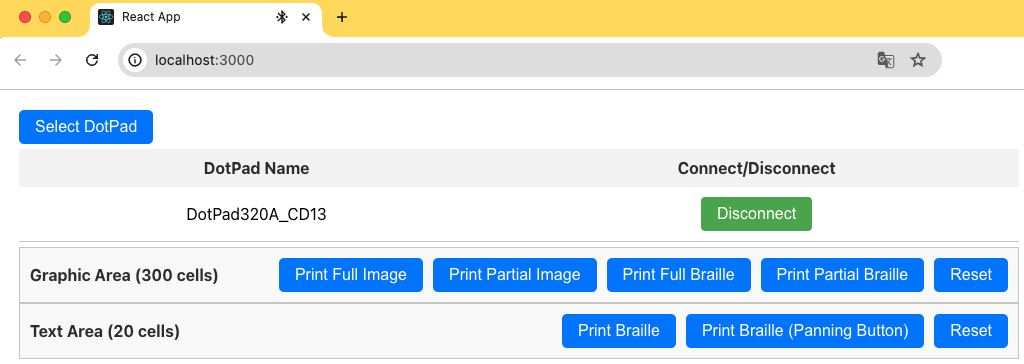 React App
localhost:3000
Select DotPad
DotPad Name Connect/Disconnect
DotPad320A_CD13 Disconnect
Graphic Area (300 cells) Print Full Image Print Partial Image Print Full Braille Print Partial Braille Reset
Text Area (20 cells) Print Braille Print Braille (Panning Button) Reset